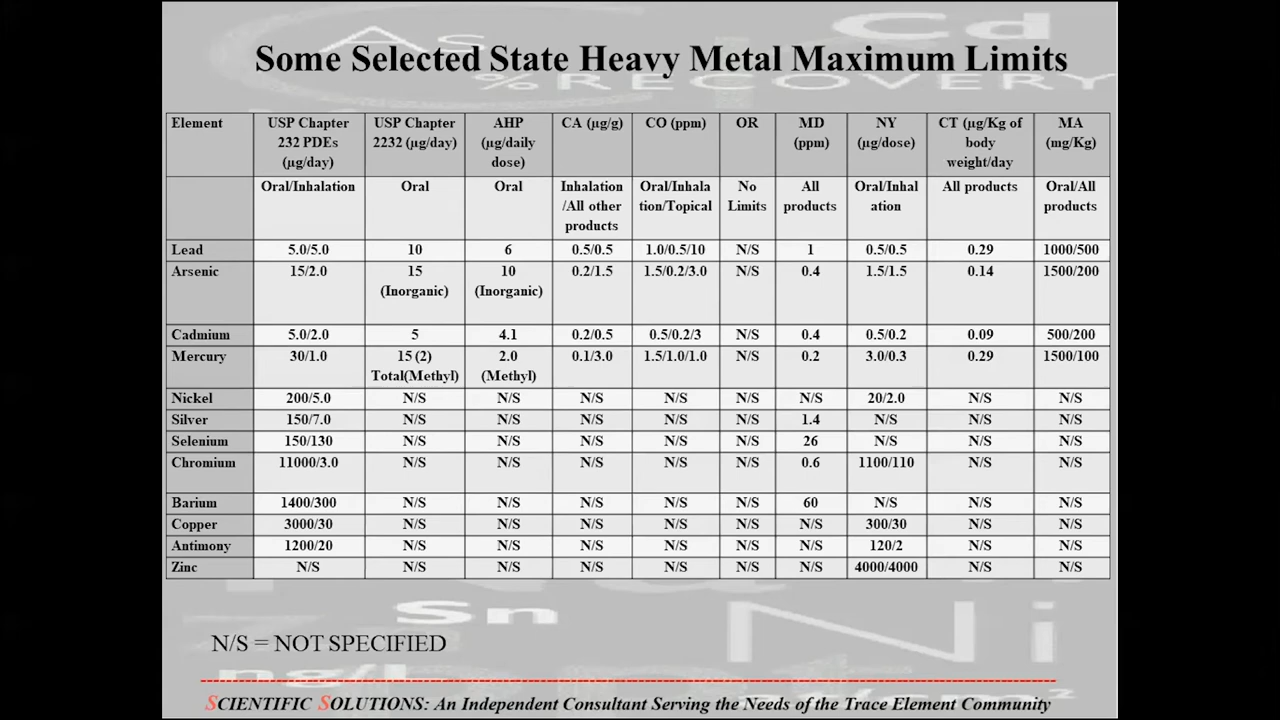 Some Selected State Heavy Metal Maximum Limits
Element | USP Chapter 232 PDEs (µg/day) | USP Chapter 2232 (µg/day) | AHP (µg/daily dose) | CA (µg/g) | CO (ppm) | OR | MD (ppm) | NY (µg/dose) | CT (µg/Kg of body weight/day | MA (mg/Kg)
Oral/Inhalation | Oral | Oral | Inhalation /All other products | Oral/Inhala tion/Topical | No Limits | All products | Oral/Inhal ation | All products | Oral/All products
Lead | 5.0/5.0 | 10 | 6 | 0.5/0.5 | 1.0/0.5/10 | N/S | 1 | 0.5/0.5 | 0.29 | 1000/500
Arsenic | 15/2.0 | 15 (Inorganic) | 10 (Inorganic) | 0.2/1.5 | 1.5/0.2/3.0 | N/S | 0.4 | 1.5/1.5 | 0.14 | 1500/200
Cadmium | 5.0/2.0 | 5 | 4.1 | 0.2/0.5 | 0.5/0.2/3 | N/S | 0.4 | 0.5/0.2 | 0.09 | 500/200
Mercury | 30/1.0 | 15 (2) Total(Methyl) | 2.0 (Methyl) | 0.1/3.0 | 1.5/1.0/1.0 | N/S | 0.2 | 3.0/0.3 | 0.29 | 1500/100
Nickel | 200/5.0 | N/S | N/S | N/S | N/S | N/S | N/S | 20/2.0 | N/S | N/S
Silver | 150/7.0 | N/S | N/S | N/S | N/S | N/S | 1.4 | N/S | N/S | N/S
Selenium | 150/130 | N/S | N/S | N/S | N/S | N/S | 26 | N/S | N/S | N/S
Chromium | 11000/3.0 | N/S | N/S | N/S | N/S | N/S | 0.6 | 1100/110 | N/S | N/S
Barium | 1400/300 | N/S | N/S | N/S | N/S | N/S | 60 | N/S | N/S | N/S
Copper | 3000/30 | N/S | N/S | N/S | N/S | N/S | N/S | 300/30 | N/S | N/S
Antimony | 1200/20 | N/S | N/S | N/S | N/S | N/S | N/S | 120/2 | N/S | N/S
Zinc | N/S | N/S | N/S | N/S | N/S | N/S | N/S | 4000/4000 | N/S | N/S
N/S = NOT SPECIFIED
SCIENTIFIC SOLUTIONS: An Independent Consultant Serving the Needs of the Trace Element Community
As
Cd
% RECOVERY
Sn
Ni
ng/l